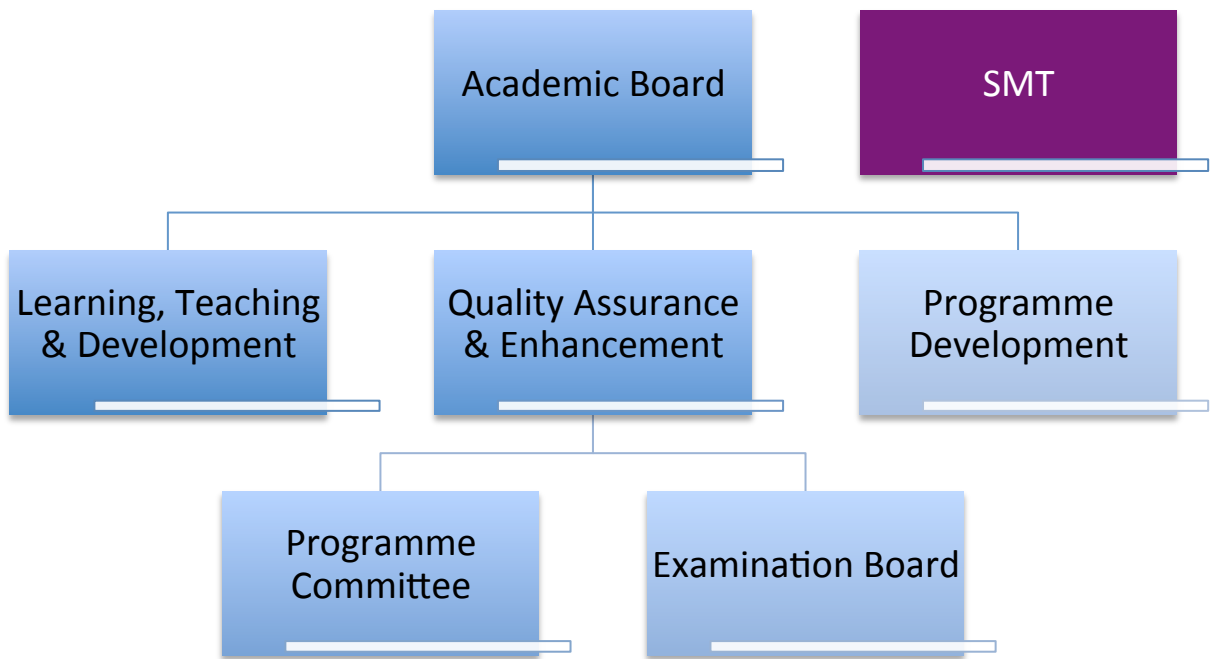 Academic Board
SMT
Learning, Teaching
& Development
Quality Assurance
& Enhancement
Programme
Development
Programme
Committee
Examination Board